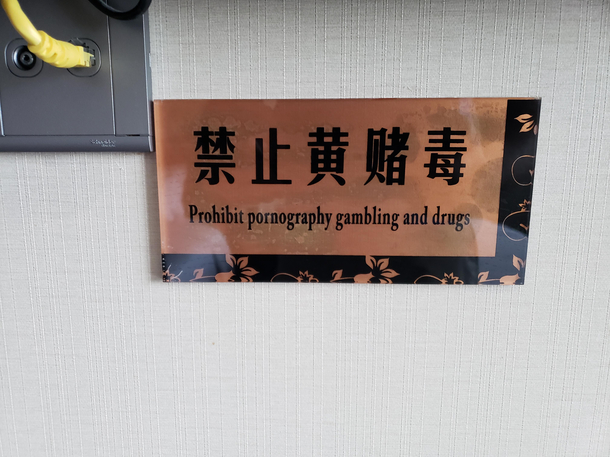 禁止黄赌毒
Prohibit pornography gambling and drugs